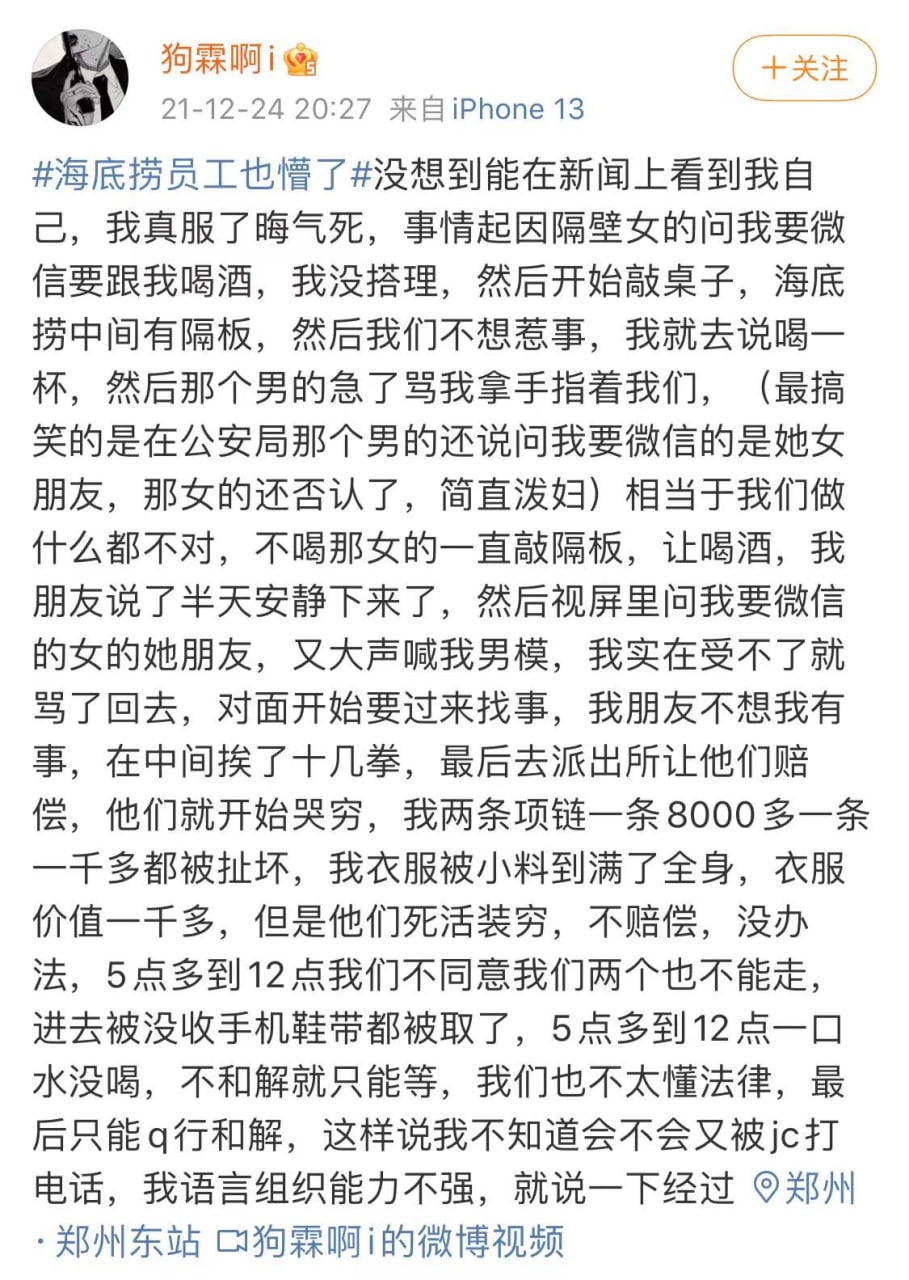 狗霖啊i
21-12-24 20:27 来自 iPhone 13
+关注
#海底捞员工也懵了#没想到能在新闻上看到我自
己，我真服了晦气死，事情起因隔壁女的问我要微
信要跟我喝酒，我没搭理，然后开始敲桌子，海底
捞中间有隔板，然后我们不想惹事，我就去说喝一
杯，然后那个男的急了骂我拿手指着我们，（最搞
笑的是在公安局那个男的还说问我要微信的是她女
朋友，那女的还否认了，简直泼妇）相当于我们做
什么都不对，不喝那女的一直敲隔板，让喝酒，我
朋友说了半天安静下来了，然后视屏里问我要微信
的女的她朋友，又大声喊我男模，我实在受不了就
骂了回去，对面开始要过来找事，我朋友不想我有
事，在中间挨了十几拳，最后去派出所让他们赔
偿，他们就开始哭穷，我两条项链一条8000多一条
一千多都被扯坏，我衣服被小料到满了全身，衣服
价值一千多，但是他们死活装穷，不赔偿，没办
法，5点多到12点我们不同意我们两个也不能走，
进去被没收手机鞋带都被取了，5点多到12点一口
水没喝，不和解就只能等，我们也不太懂法律，最
后只能q行和解，这样说我不知道会不会又被jc打
电话，我语言组织能力不强，就说一下经过 郑州
·郑州东站 狗霖啊i的微博视频